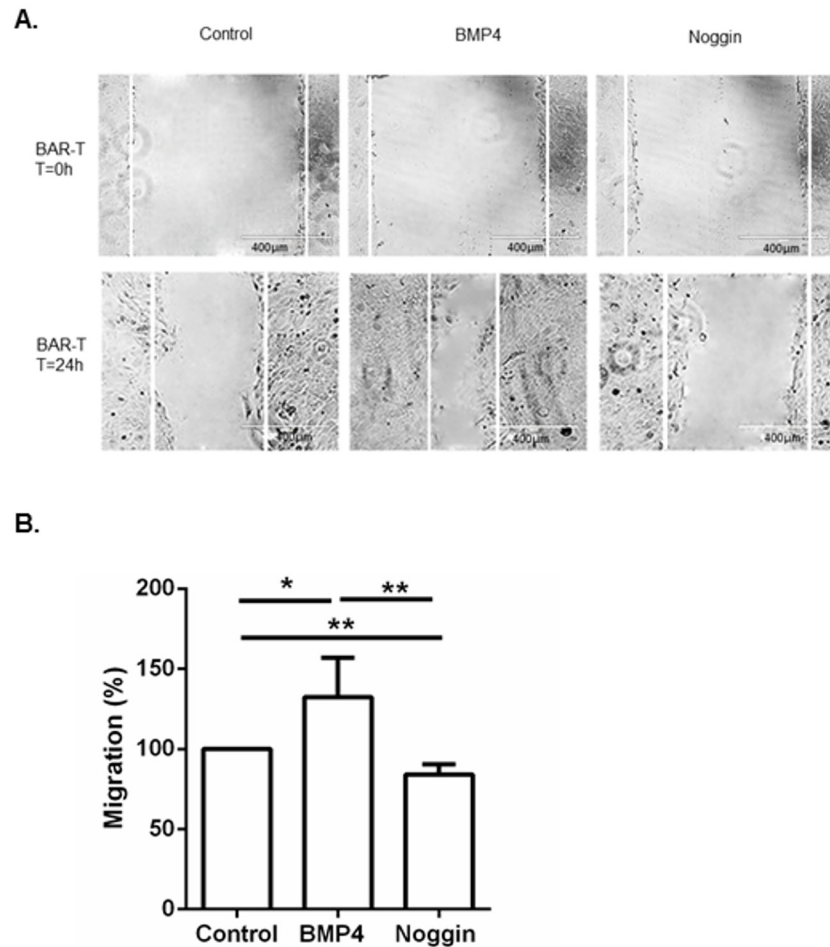 A.
Control BMP4 Noggin
BAR-T
T=0h
400µm 400µm 400µm
BAR-T
T=24h
400µm 400µm 400µm
B.
200
* **
**
150
100
50
0
Migration (%)
Control BMP4 Noggin